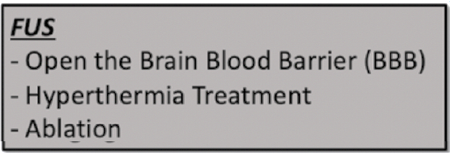 FUS
- Open the Brain Blood Barrier (BBB)
- Hyperthermia Treatment
- Ablation